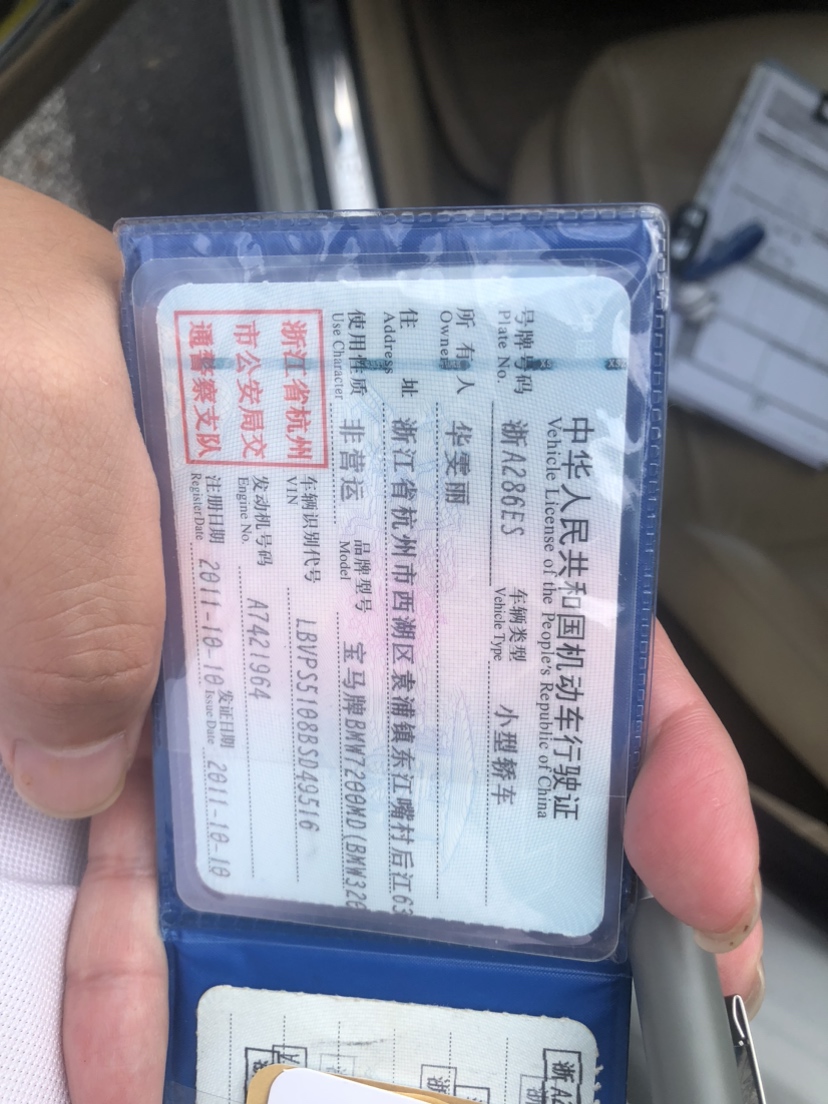 中华人民共和国机动车行驶证
Vehicle License of the People's Republic of China
号牌号码 浙A286ES 车辆类型 小型轿车
Plate No. Vehicle Type
所有人 华雯丽
Owner
住址 浙江省杭州市西湖区袁浦镇东江嘴村后江63
Address
使用性质 非营运 品牌型号 宝马牌BMW7200MD(BMW320
Use Character Model
浙江省杭州
市公安局交
通警察支队
车辆识别代号 LBVPS5108BSD49516
VIN
发动机号码 A7421964
Engine No.
注册日期 2011-10-10 发证日期 2011-10-10
Register Date Issue Date